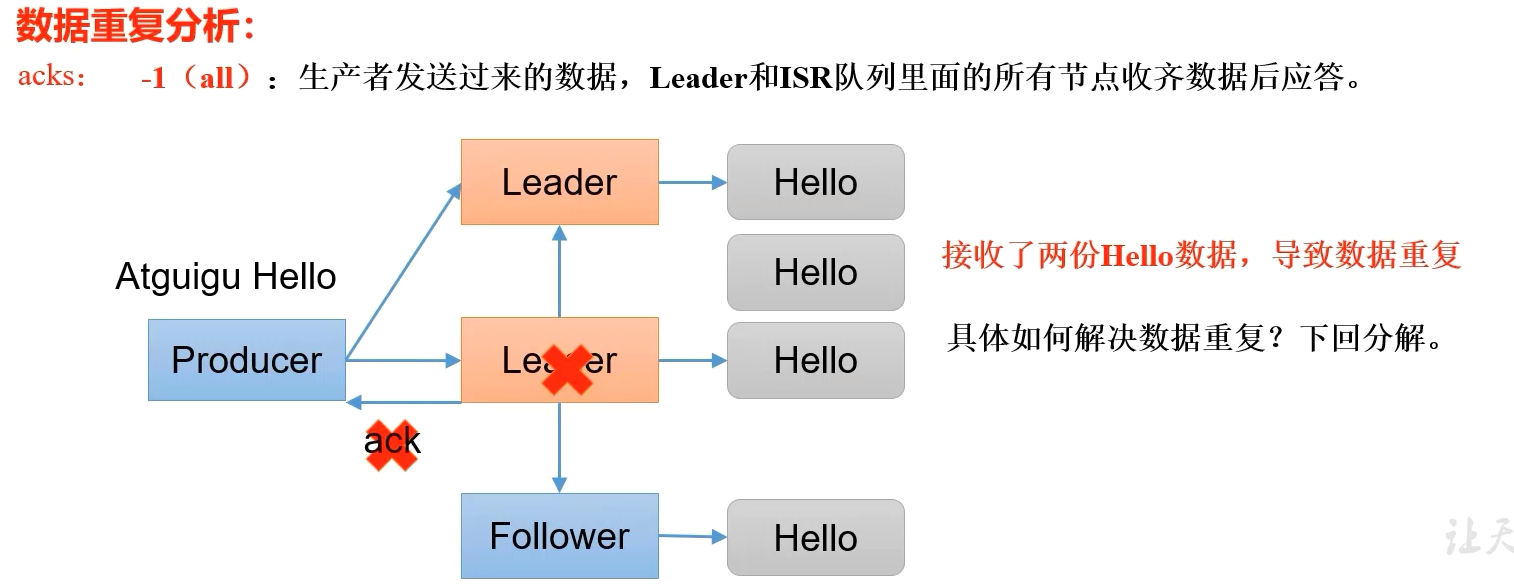 数据重复分析：
acks： -1（all）：生产者发送过来的数据，Leader和ISR队列里面的所有节点收齐数据后应答。
Leader
Hello
Hello
接收了两份Hello数据，导致数据重复
Atguigu Hello
Producer
Leader
Hello
具体如何解决数据重复？下回分解。
ack
Follower
Hello
让天